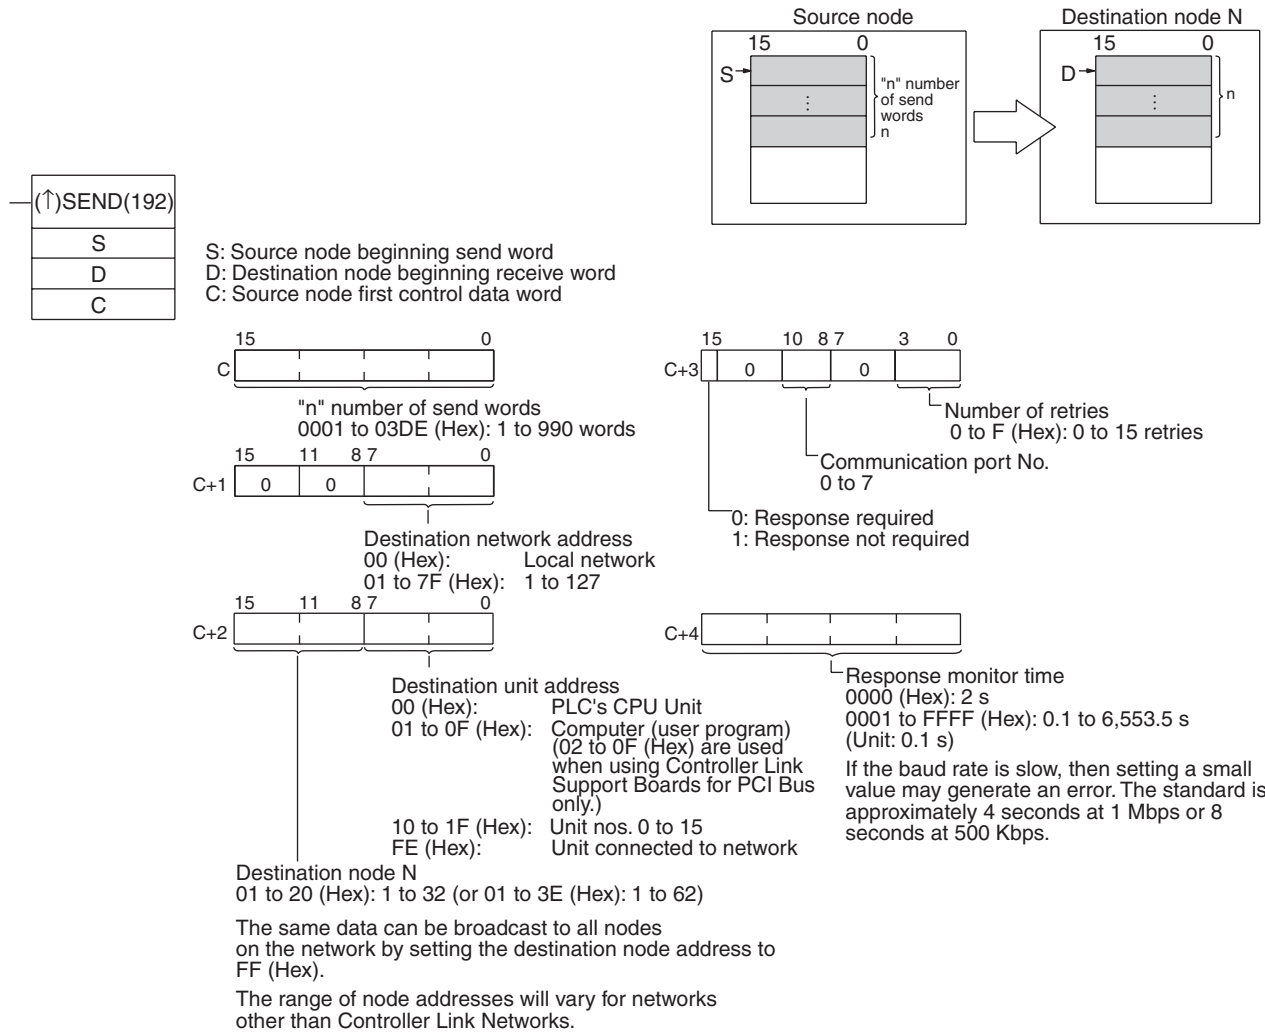 Source node
15 0
S
"n" number
of send
words
n
Destination node N
15 0
D
n
(↑)SEND(192)
S
D
C
S: Source node beginning send word
D: Destination node beginning receive word
C: Source node first control data word
15 0
C
"n" number of send words
0001 to 03DE (Hex): 1 to 990 words
15 11 8 7 0
C+1 0 0
Destination network address
00 (Hex): Local network
01 to 7F (Hex): 1 to 127
15 11 8 7 0
C+2
Destination unit address
00 (Hex): PLC's CPU Unit
01 to 0F (Hex): Computer (user program)
(02 to 0F (Hex) are used
when using Controller Link
Support Boards for PCI Bus
only.)
10 to 1F (Hex): Unit nos. 0 to 15
FE (Hex): Unit connected to network
Destination node N
01 to 20 (Hex): 1 to 32 (or 01 to 3E (Hex): 1 to 62)
The same data can be broadcast to all nodes
on the network by setting the destination node address to
FF (Hex).
The range of node addresses will vary for networks
other than Controller Link Networks.
15 10 8 7 3 0
C+3 0 0
Number of retries
0 to F (Hex): 0 to 15 retries
Communication port No.
0 to 7
0: Response required
1: Response not required
C+4
Response monitor time
0000 (Hex): 2 s
0001 to FFFF (Hex): 0.1 to 6,553.5 s
(Unit: 0.1 s)
If the baud rate is slow, then setting a small
value may generate an error. The standard is
approximately 4 seconds at 1 Mbps or 8
seconds at 500 Kbps.